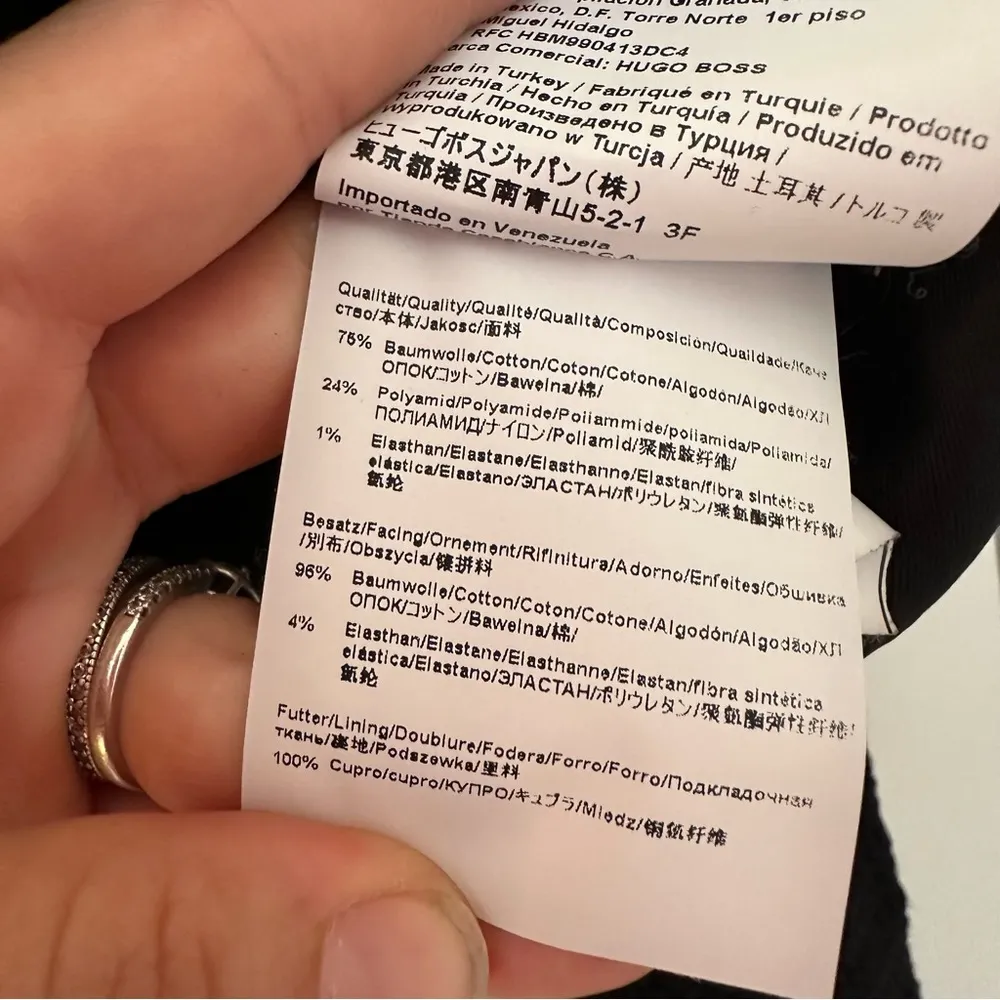 D.F. Torre Norte 1er piso
Miguel Hidalgo
RFC HBM990413DC4
Comercial: HUGO BOSS
Made in Turkey / Fabriqué en Turquie / Prodotto
in Turchia / Hecho en Turquía / Produzido em
Turquia / Произведено в Турция /
wyprodukowano w Turcja / 产地 土耳其 / トルコ製
ヒューゴボスジャパン(株)
東京都港区南青山5-2-1 3F
Importado en Venezuela
por Tienda
Qualität/Quality/Qualité/Qualità/Composición/Qualidade/Каче
ство/本体/Jakosc/面料
75% Baumwolle/Cotton/Coton/Cotone/Algodón/Algodão/ХЛ
ОПОК/コットン/Bawelna/棉/
24% Polyamid/Polyamide/Poliammide/poliamida/Poliamida/
ПОЛИАМИД/ナイロン/Poliamid/聚酰胺纤维/
1% Elasthan/Elastane/Elasthanne/Elastan/fibra sintética
elástica/Elastano/ЭЛАСТАН/ポリウレタン/聚氨酯弹性纤维/
氨纶
Besatz/Facing/Ornement/Rifinitura/Adorno/Enfeites/Обшивка
/別布/Obszycia/镶拼料
96% Baumwolle/Cotton/Coton/Cotone/Algodón/Algodão/ХЛ
ОПОК/コットン/Bawelna/棉/
4% Elasthan/Elastane/Elasthanne/Elastan/fibra sintética
elástica/Elastano/ЭЛАСТАН/ポリウレタン/聚氨酯弹性纤维/
氨纶
Futter/Lining/Doublure/Fodera/Forro/Forro/Подкладочная
ткань/裏地/Podszewka/里料
100% Cupro/cupro/КУПРО/キュプラ/Miedz/铜氨纤维